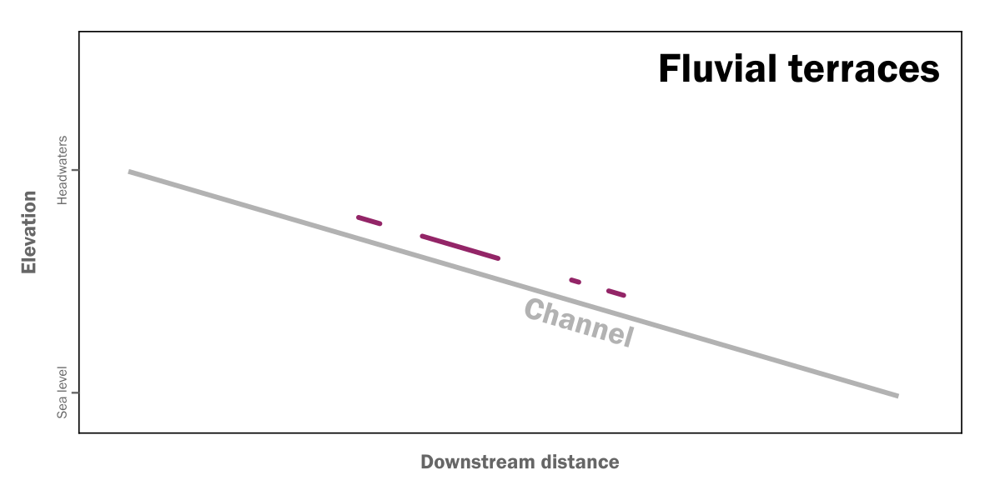 Fluvial terraces
Headwaters
Elevation
Channel
Sea level
Downstream distance